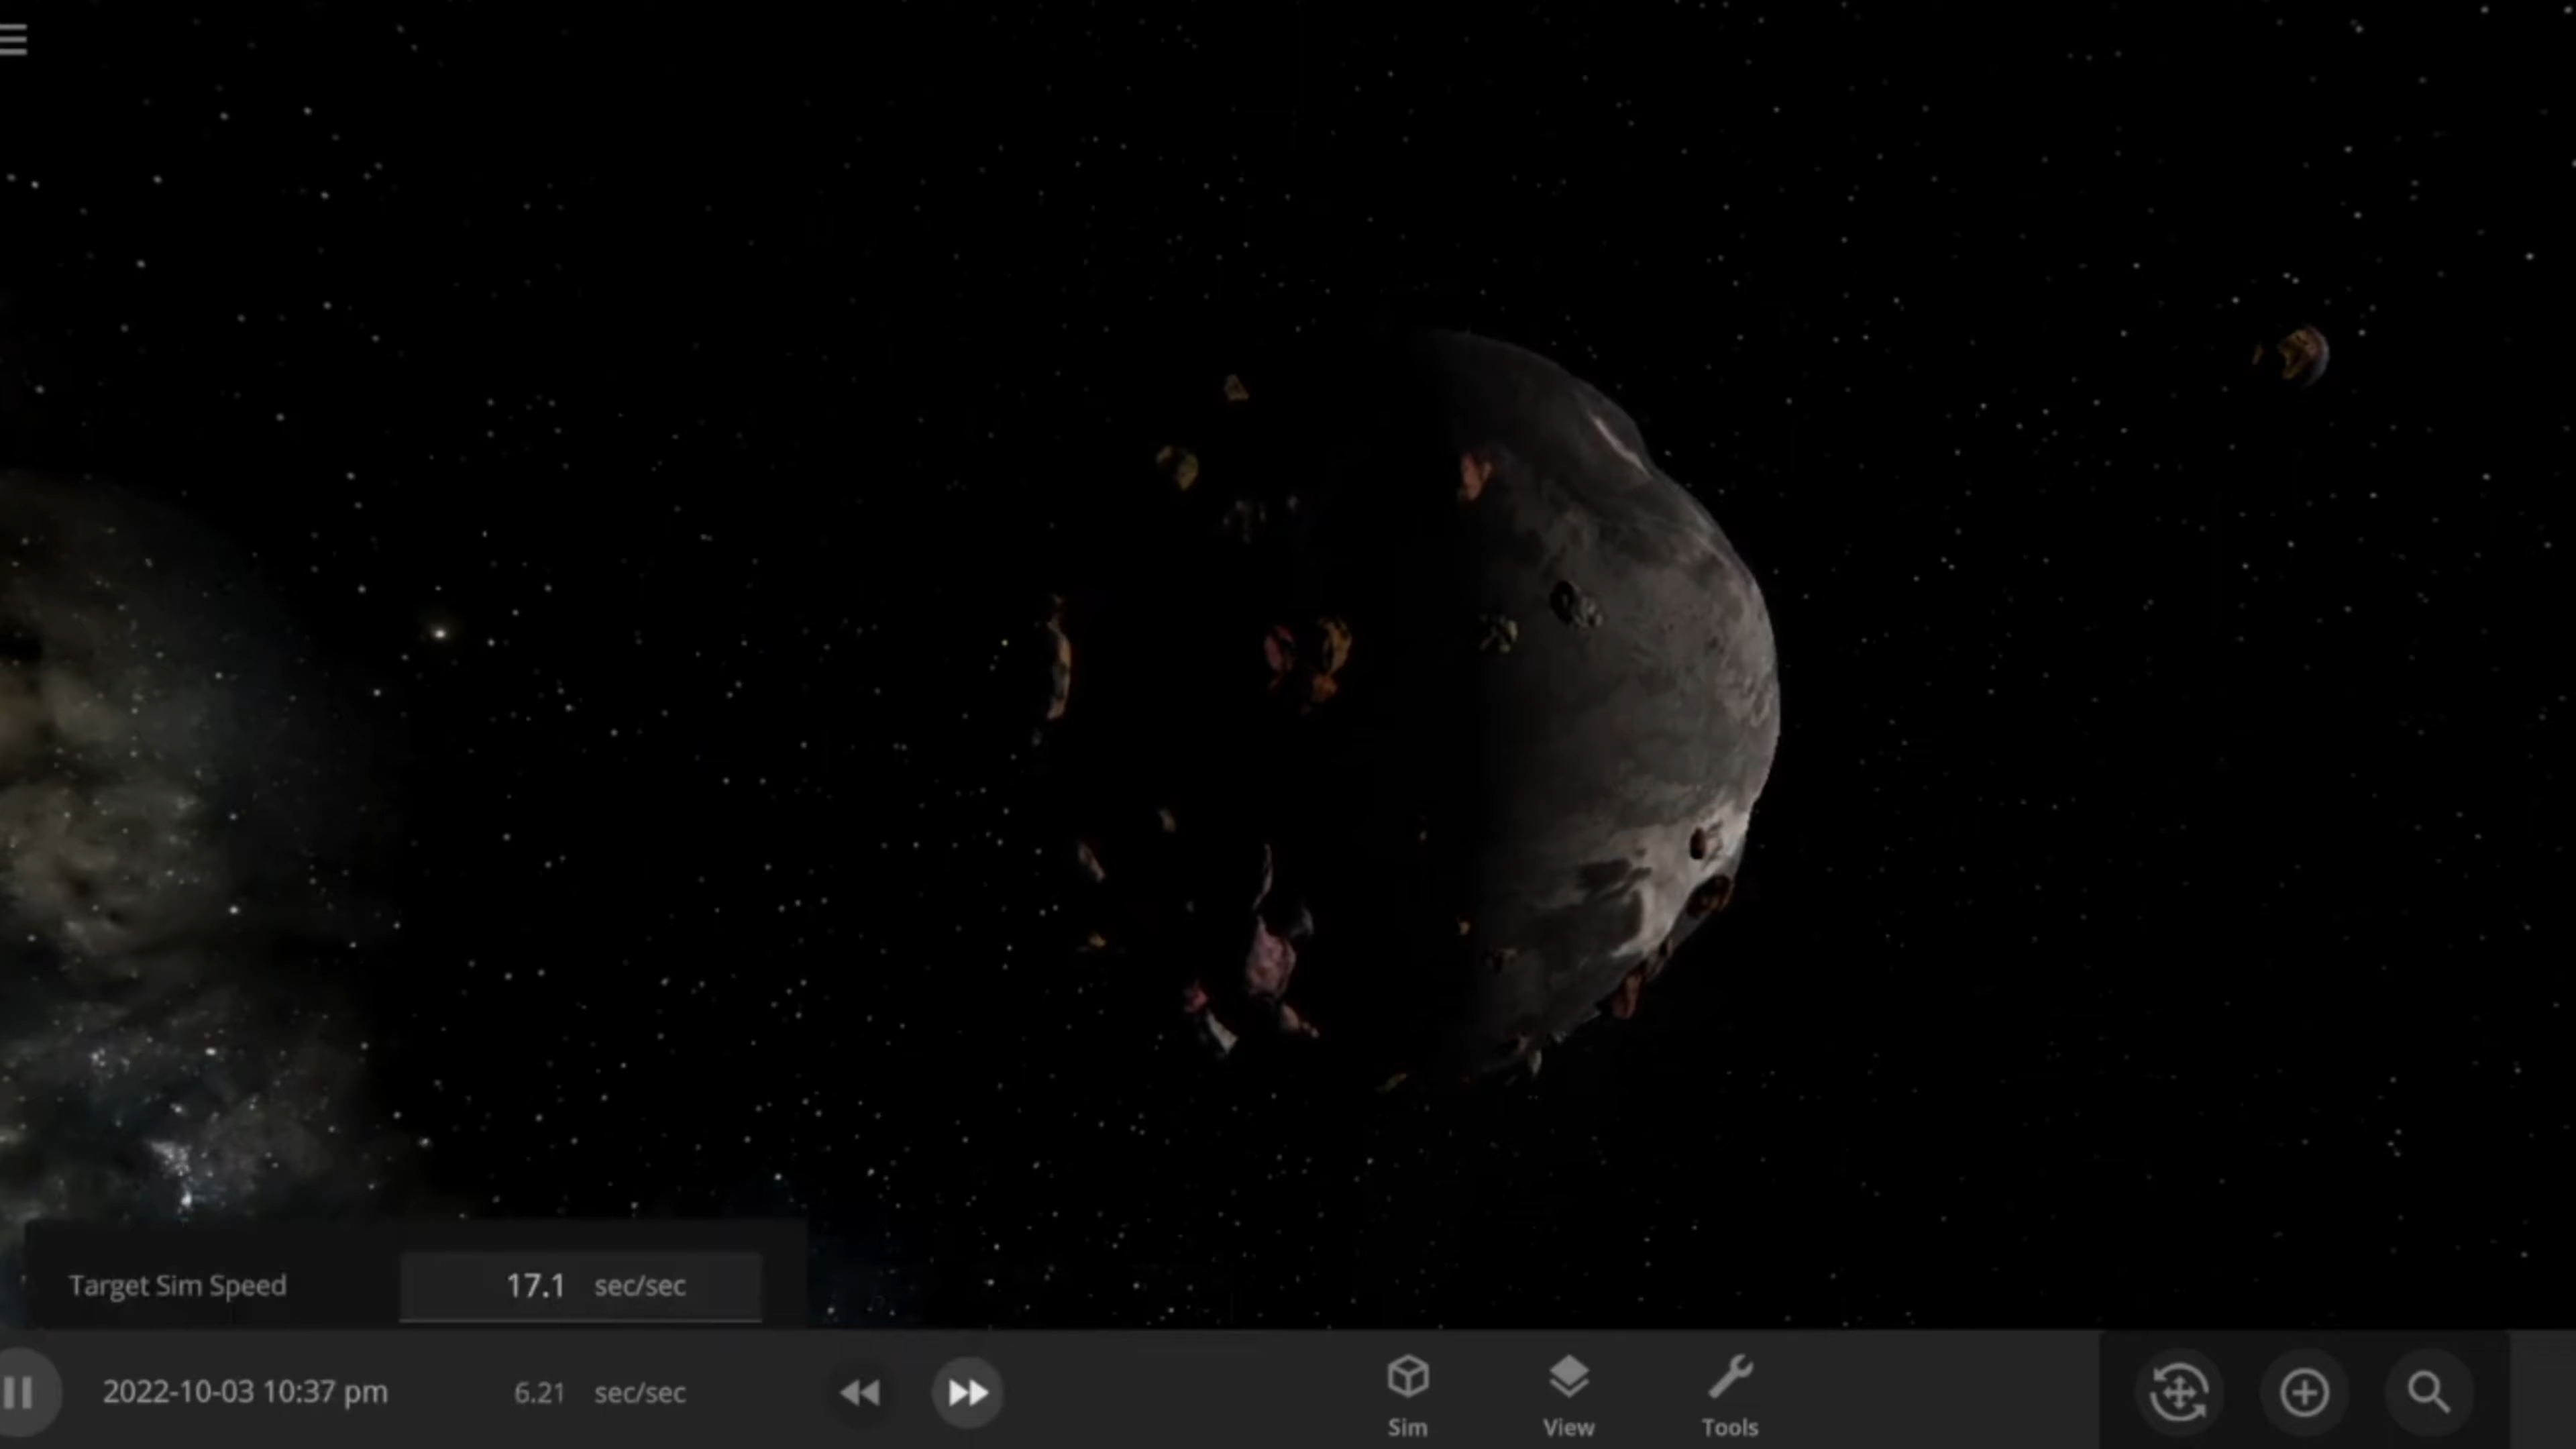 Target Sim Speed 17.1 sec/sec
2022-10-03 10:37 pm 6.21 sec/sec
Sim View Tools